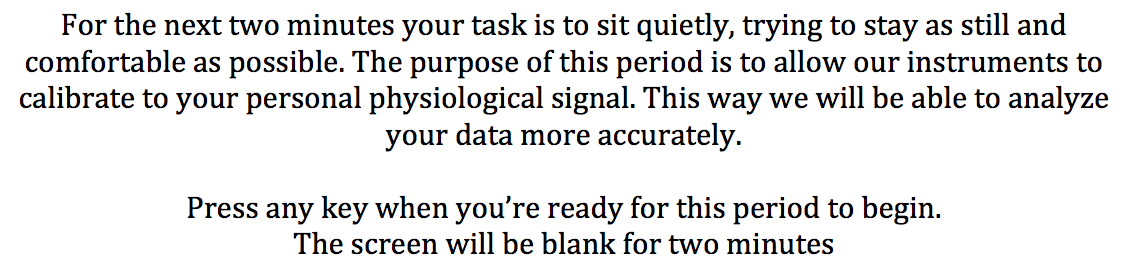 For the next two minutes your task is to sit quietly, trying to stay as still and
comfortable as possible. The purpose of this period is to allow our instruments to
calibrate to your personal physiological signal. This way we will be able to analyze
your data more accurately.
Press any key when you’re ready for this period to begin.
The screen will be blank for two minutes